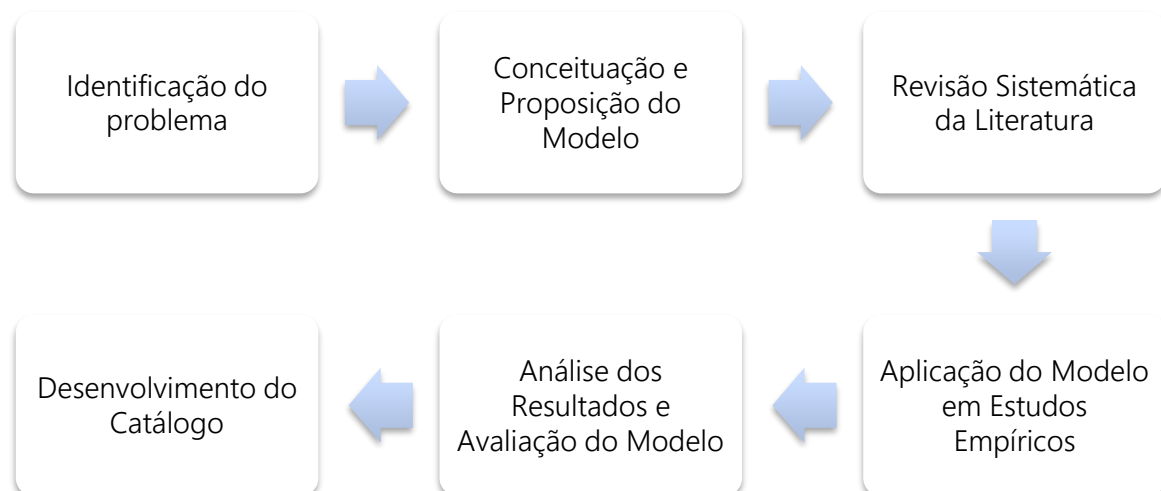 Identificação do
problema
Conceituação e
Proposição do
Modelo
Revisão Sistemática
da Literatura
Aplicação do Modelo
em Estudos
Empíricos
Análise dos
Resultados e
Avaliação do Modelo
Desenvolvimento do
Catálogo